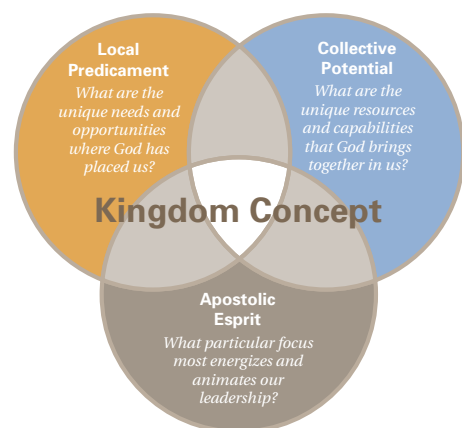 Local
Predicament
What are the
unique needs and
opportunities
where God has
placed us?
Collective
Potential
What are the
unique resources
and capabilities
that God brings
together in us?
Kingdom Concept
Apostolic
Esprit
What particular focus
most energizes and
animates our
leadership?